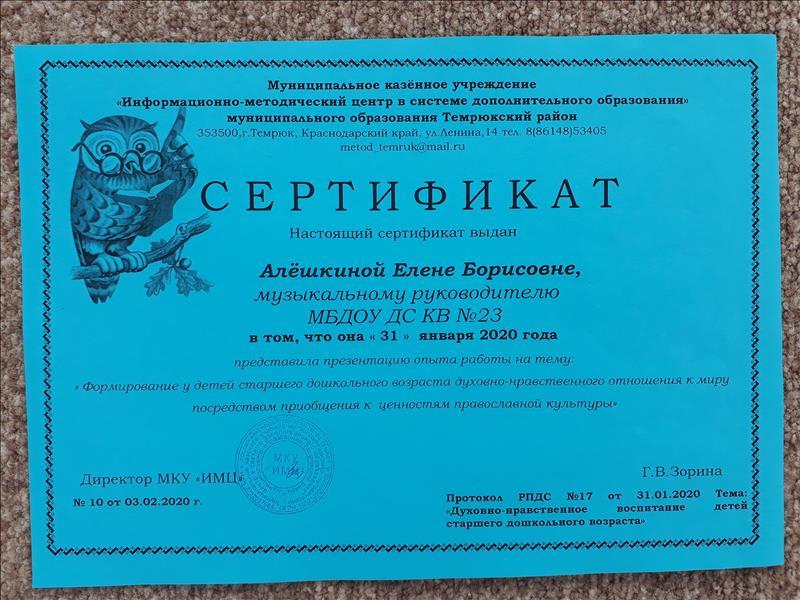 Муниципальное казённое учреждение
«Информационно-методический центр в системе дополнительного образования»
муниципального образования Темрюкский район
353500,г.Темрюк, Краснодарский край, ул.Ленина,14 тел. 8(86148)53405
metod_temruk@mail.ru
СЕРТИФИКАТ
Настоящий сертификат выдан
Алёшкиной Елене Борисовне,
музыкальному руководителю
МБДОУ ДС КВ №23
в том, что она « 31 » января 2020 года
представила презентацию опыта работы на тему:
« Формирование у детей старшего дошкольного возраста духовно-нравственного отношения к миру
посредством приобщения к ценностям православной культуры»
МКУ
"ИМЦ"
Директор МКУ «ИМЦ»
Г.В.Зорина
№ 10 от 03.02.2020 г.
Протокол РПДС №17 от 31.01.2020 Тема:
«Духовно-нравственное воспитание детей
старшего дошкольного возраста»